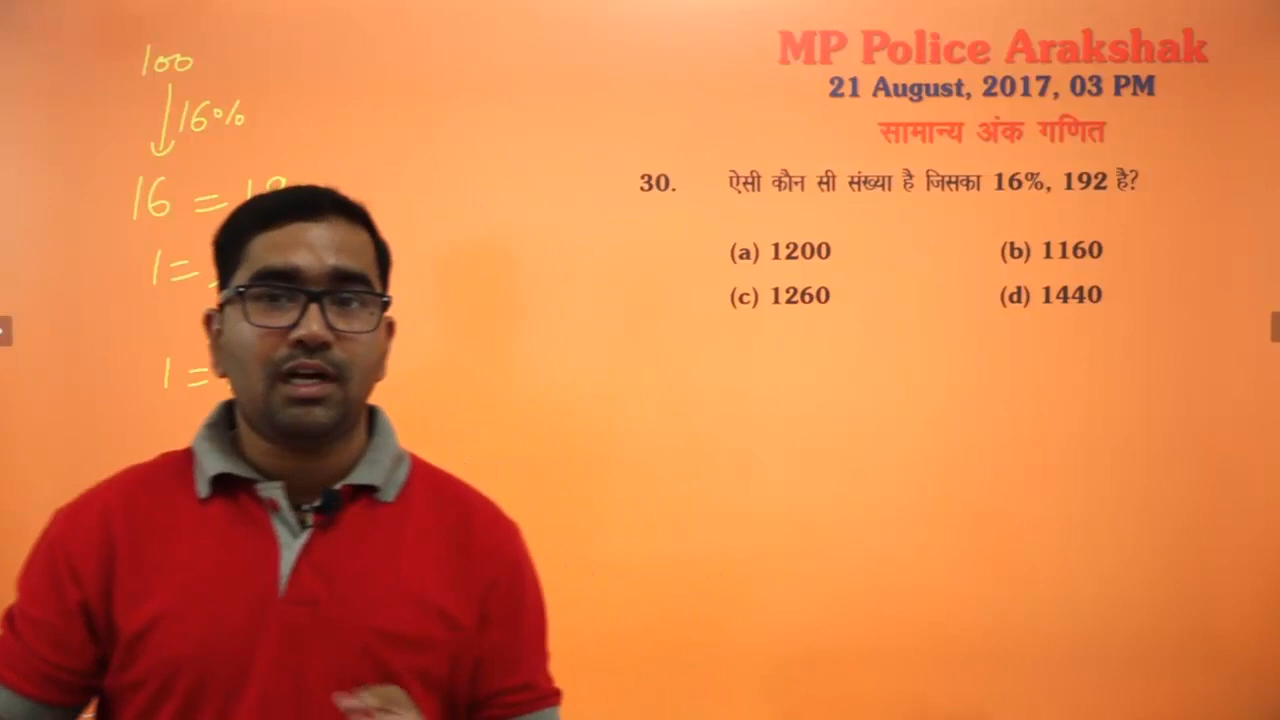 MP Police Arakshak
21 August, 2017, 03 PM
सामान्य अंक गणित
30. ऐसी कौन सी संख्या है जिसका 16%, 192 है?
(a) 1200 (b) 1160
(c) 1260 (d) 1440
100
16%
16 =
1 =
1 =